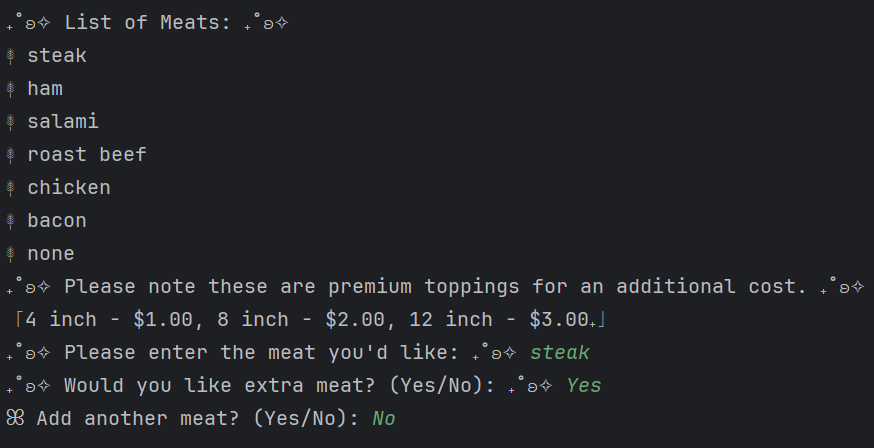 ₊˚ʚ✧ List of Meats: ₊˚ʚ✧
𓇢 steak
𓇢 ham
𓇢 salami
𓇢 roast beef
𓇢 chicken
𓇢 bacon
𓇢 none
₊˚ʚ✧ Please note these are premium toppings for an additional cost. ₊˚ʚ✧
⌈4 inch - $1.00, 8 inch - $2.00, 12 inch - $3.00₊⌋
₊˚ʚ✧ Please enter the meat you'd like: ₊˚ʚ✧ steak
₊˚ʚ✧ Would you like extra meat? (Yes/No): ₊˚ʚ✧ Yes
ꕤ Add another meat? (Yes/No): No